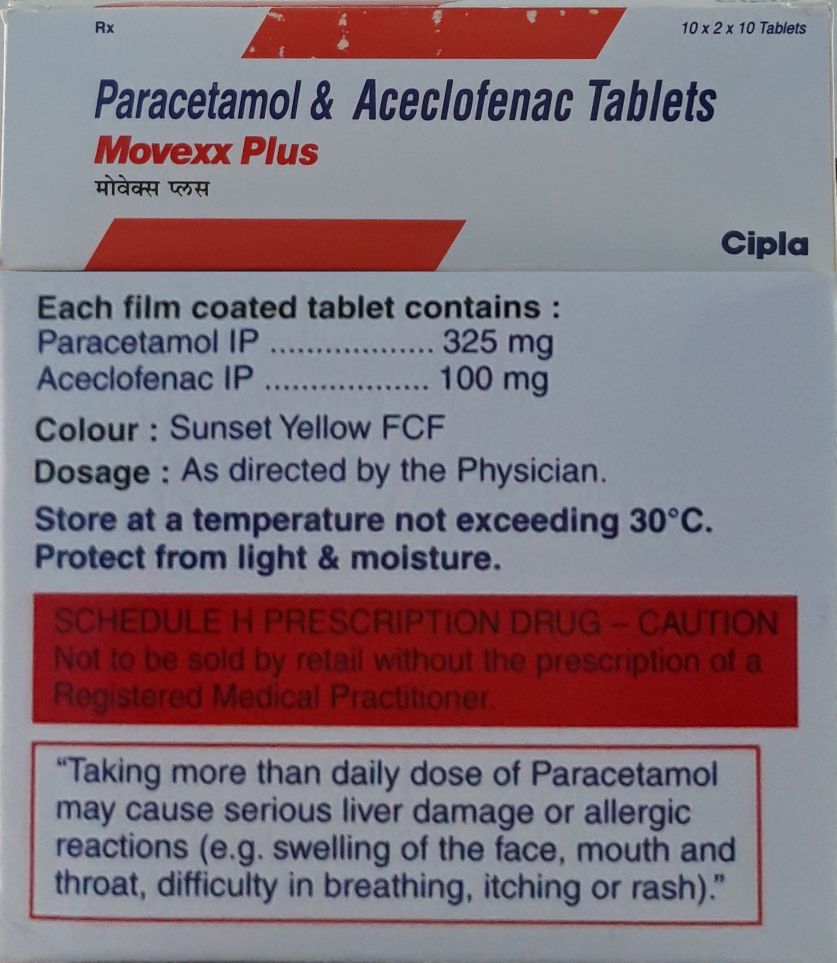 Rx
10 x 2 x 10 Tablets
Paracetamol & Aceclofenac Tablets
Movexx Plus
मोवेक्स प्लस
Cipla
Each film coated tablet contains :
Paracetamol IP .................. 325 mg
Aceclofenac IP .................. 100 mg
Colour : Sunset Yellow FCF
Dosage : As directed by the Physician.
Store at a temperature not exceeding 30°C.
Protect from light & moisture.
SCHEDULE H PRESCRIPTION DRUG – CAUTION
Not to be sold by retail without the prescription of a
Registered Medical Practitioner.
“Taking more than daily dose of Paracetamol
may cause serious liver damage or allergic
reactions (e.g. swelling of the face, mouth and
throat, difficulty in breathing, itching or rash).”